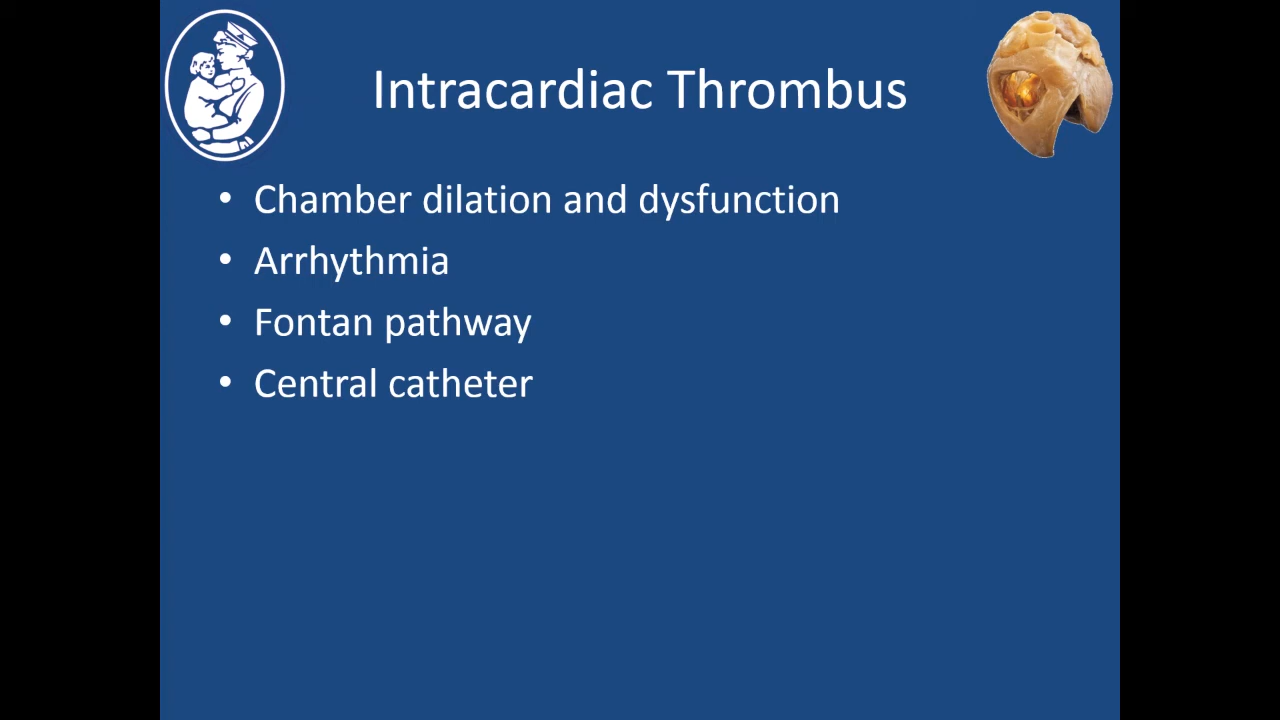 Intracardiac Thrombus
• Chamber dilation and dysfunction
• Arrhythmia
• Fontan pathway
• Central catheter